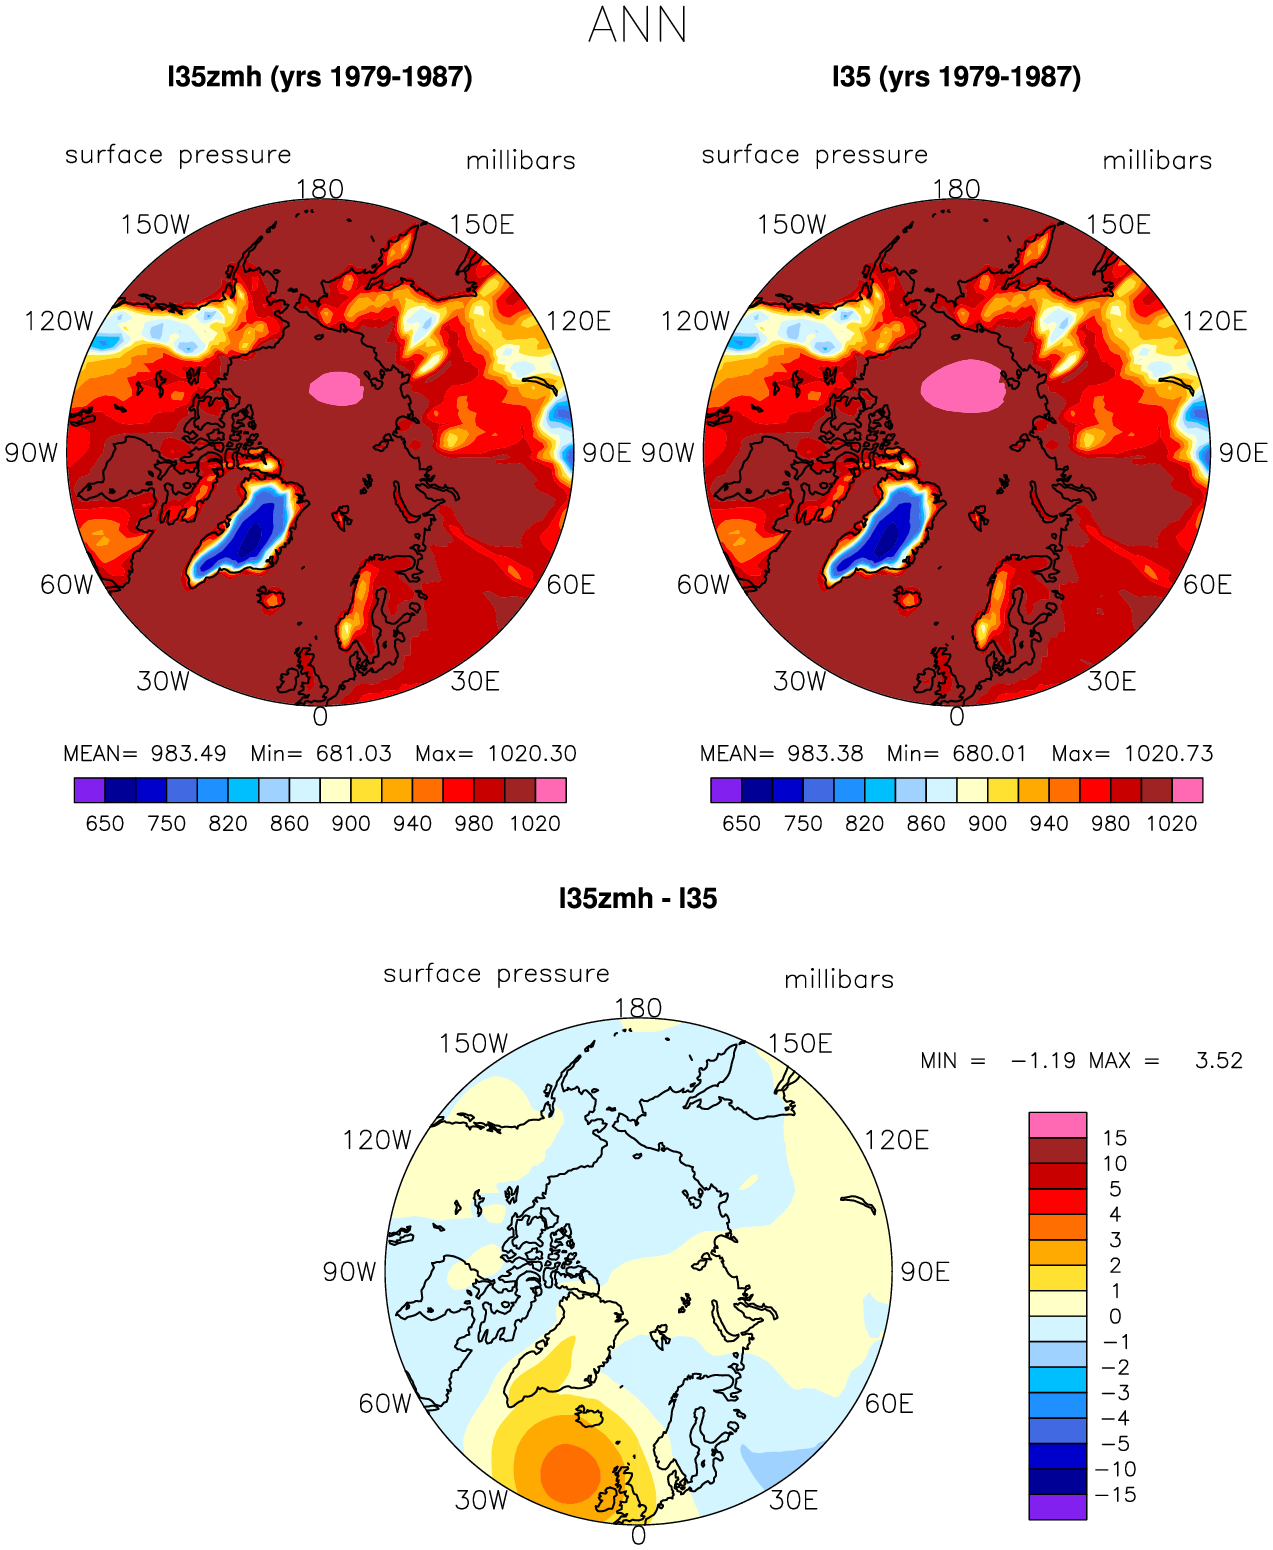 ANN
I35zmh (yrs 1979-1987)
I35 (yrs 1979-1987)
surface pressure millibars
surface pressure millibars
180
150W 150E
120W 120E
90W 90E
60W 60E
30W 30E
0
180
150W 150E
120W 120E
90W 90E
60W 60E
30W 30E
0
MEAN= 983.49 Min= 681.03 Max= 1020.30
650 750 820 860 900 940 980 1020
MEAN= 983.38 Min= 680.01 Max= 1020.73
650 750 820 860 900 940 980 1020
I35zmh - I35
surface pressure millibars
180
150W 150E
120W 120E
90W 90E
60W 60E
30W 30E
0
MIN = −1.19 MAX = 3.52
15
10
5
4
3
2
1
0
−1
−2
−3
−4
−5
−10
−15